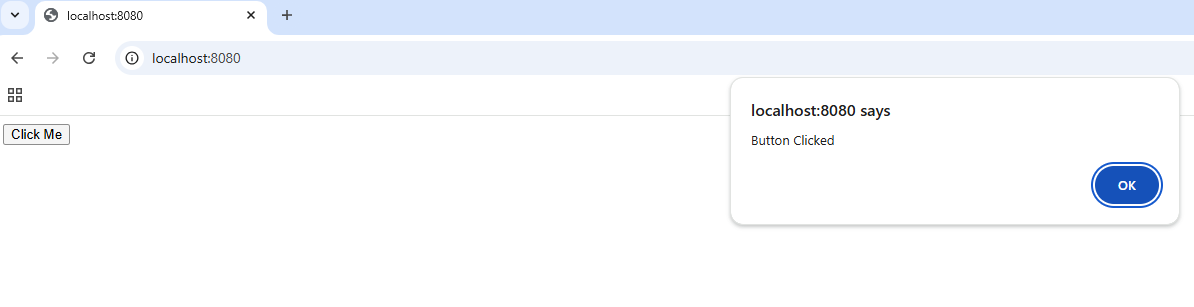 localhost:8080
localhost:8080
localhost:8080 says
Button Clicked
OK
Click Me